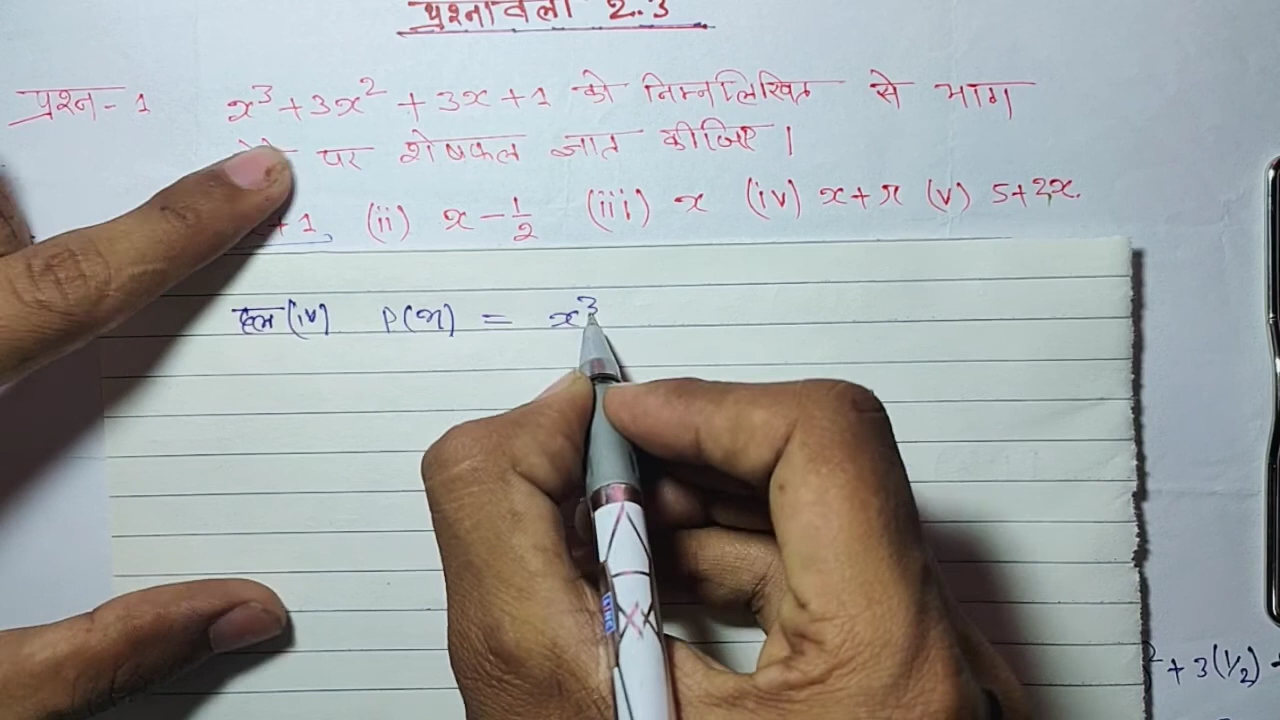 प्रश्नावली 2.3
प्रश्न-1 x³+3x²+3x+1 को निम्नलिखित से भाग
पर शेषफल ज्ञात कीजिए।
+1, (ii) x-1/2 (iii) x (iv) x+π (v) 5+2x.
हल (iv) P(x) = x³
² + 3(1/2)